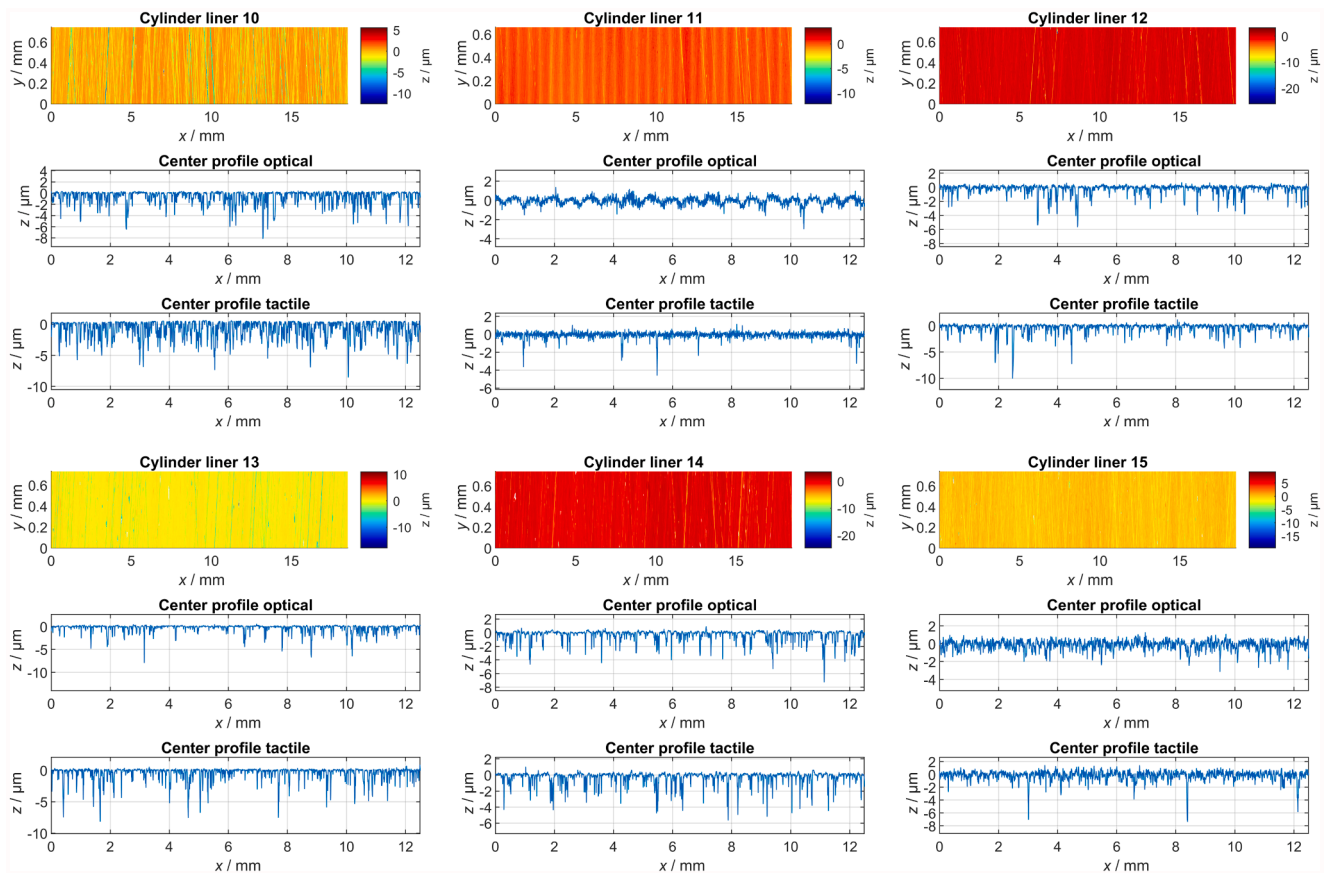 Cylinder liner 10
0.6
0.4
0.2
0
y / mm
0 5 10 15
x / mm
5
0
-5
-10
z / µm
Center profile optical
4
2
0
-2
-4
-6
-8
z / µm
0 2 4 6 8 10 12
x / mm
Center profile tactile
0
-5
-10
z / µm
0 2 4 6 8 10 12
x / mm
Cylinder liner 11
0.6
0.4
0.2
0
y / mm
0 5 10 15
x / mm
0
-5
-10
z / µm
Center profile optical
2
0
-2
-4
z / µm
0 2 4 6 8 10 12
x / mm
Center profile tactile
2
0
-2
-4
-6
z / µm
0 2 4 6 8 10 12
x / mm
Cylinder liner 12
0.6
0.4
0.2
0
y / mm
0 5 10 15
x / mm
0
-10
-20
z / µm
Center profile optical
2
0
-2
-4
-6
-8
z / µm
0 2 4 6 8 10 12
x / mm
Center profile tactile
0
-5
-10
z / µm
0 2 4 6 8 10 12
x / mm
Cylinder liner 13
0.6
0.4
0.2
0
y / mm
0 5 10 15
x / mm
10
0
-10
z / µm
Center profile optical
0
-5
-10
z / µm
0 2 4 6 8 10 12
x / mm
Center profile tactile
0
-5
-10
z / µm
0 2 4 6 8 10 12
x / mm
Cylinder liner 14
0.6
0.4
0.2
0
y / mm
0 5 10 15
x / mm
0
-10
-20
z / µm
Center profile optical
2
0
-2
-4
-6
-8
z / µm
0 2 4 6 8 10 12
x / mm
Center profile tactile
2
0
-2
-4
-6
z / µm
0 2 4 6 8 10 12
x / mm
Cylinder liner 15
0.6
0.4
0.2
0
y / mm
0 5 10 15
x / mm
5
0
-5
-10
-15
z / µm
Center profile optical
2
0
-2
-4
z / µm
0 2 4 6 8 10 12
x / mm
Center profile tactile
2
0
-2
-4
-6
-8
z / µm
0 2 4 6 8 10 12
x / mm